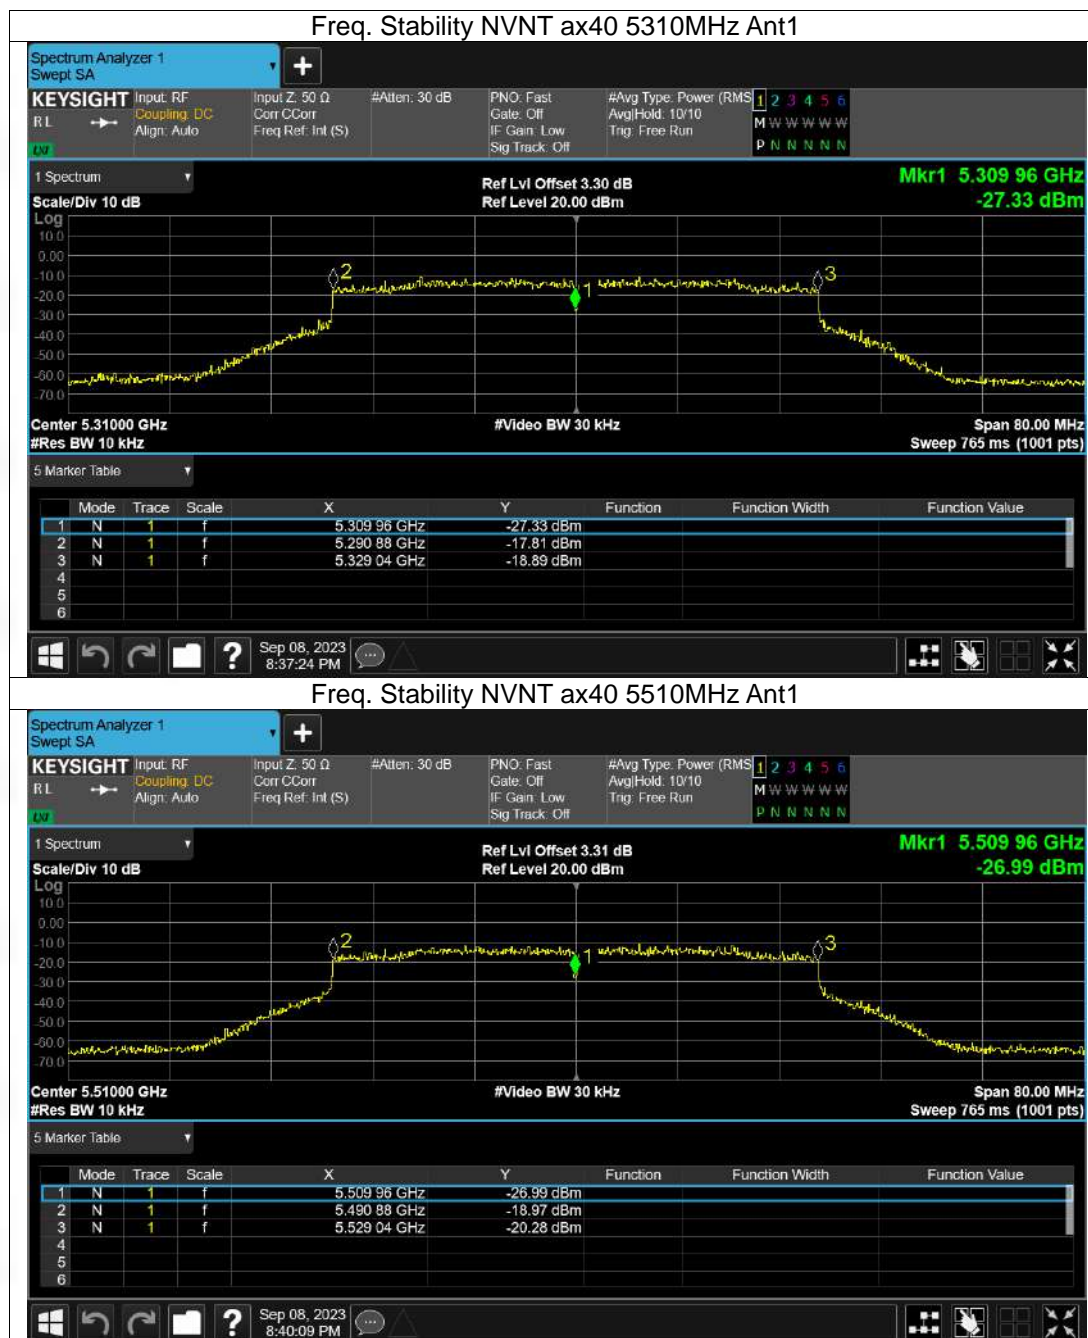 Freq. Stability NVNT ax40 5310MHz Ant1
Spectrum Analyzer 1
Swept SA
+
KEYSIGHT Input: RF Input Z: 50 Ω #Atten: 30 dB PNO: Fast #Avg Type: Power (RMS 1 2 3 4 5 6
RL Coupling: DC Corr CCorr Gate: Off Avg|Hold: 10/10 M W W W W W
Align: Auto Freq Ref: Int (S) IF Gain: Low Trig: Free Run
LXI Sig Track: Off P N N N N N
1 Spectrum Ref Lvl Offset 3.30 dB Mkr1 5.309 96 GHz
Scale/Div 10 dB Ref Level 20.00 dBm -27.33 dBm
Log
10.0
0.00
-10.0 2 3
-20.0 1
-30.0
-40.0
-50.0
-60.0
-70.0
Center 5.31000 GHz #Video BW 30 kHz Span 80.00 MHz
#Res BW 10 kHz Sweep 765 ms (1001 pts)
5 Marker Table
Mode Trace Scale X Y Function Function Width Function Value
1 N 1 f 5.309 96 GHz -27.33 dBm
2 N 1 f 5.290 88 GHz -17.81 dBm
3 N 1 f 5.329 04 GHz -18.89 dBm
4
5
6
? Sep 08, 2023
8:37:24 PM
Freq. Stability NVNT ax40 5510MHz Ant1
Spectrum Analyzer 1
Swept SA
+
KEYSIGHT Input: RF Input Z: 50 Ω #Atten: 30 dB PNO: Fast #Avg Type: Power (RMS 1 2 3 4 5 6
RL Coupling: DC Corr CCorr Gate: Off Avg|Hold: 10/10 M W W W W W
Align: Auto Freq Ref: Int (S) IF Gain: Low Trig: Free Run
LXI Sig Track: Off P N N N N N
1 Spectrum Ref Lvl Offset 3.31 dB Mkr1 5.509 96 GHz
Scale/Div 10 dB Ref Level 20.00 dBm -26.99 dBm
Log
10.0
0.00
-10.0 2 3
-20.0 1
-30.0
-40.0
-50.0
-60.0
-70.0
Center 5.51000 GHz #Video BW 30 kHz Span 80.00 MHz
#Res BW 10 kHz Sweep 765 ms (1001 pts)
5 Marker Table
Mode Trace Scale X Y Function Function Width Function Value
1 N 1 f 5.509 96 GHz -26.99 dBm
2 N 1 f 5.490 88 GHz -18.97 dBm
3 N 1 f 5.529 04 GHz -20.28 dBm
4
5
6
? Sep 08, 2023
8:40:09 PM